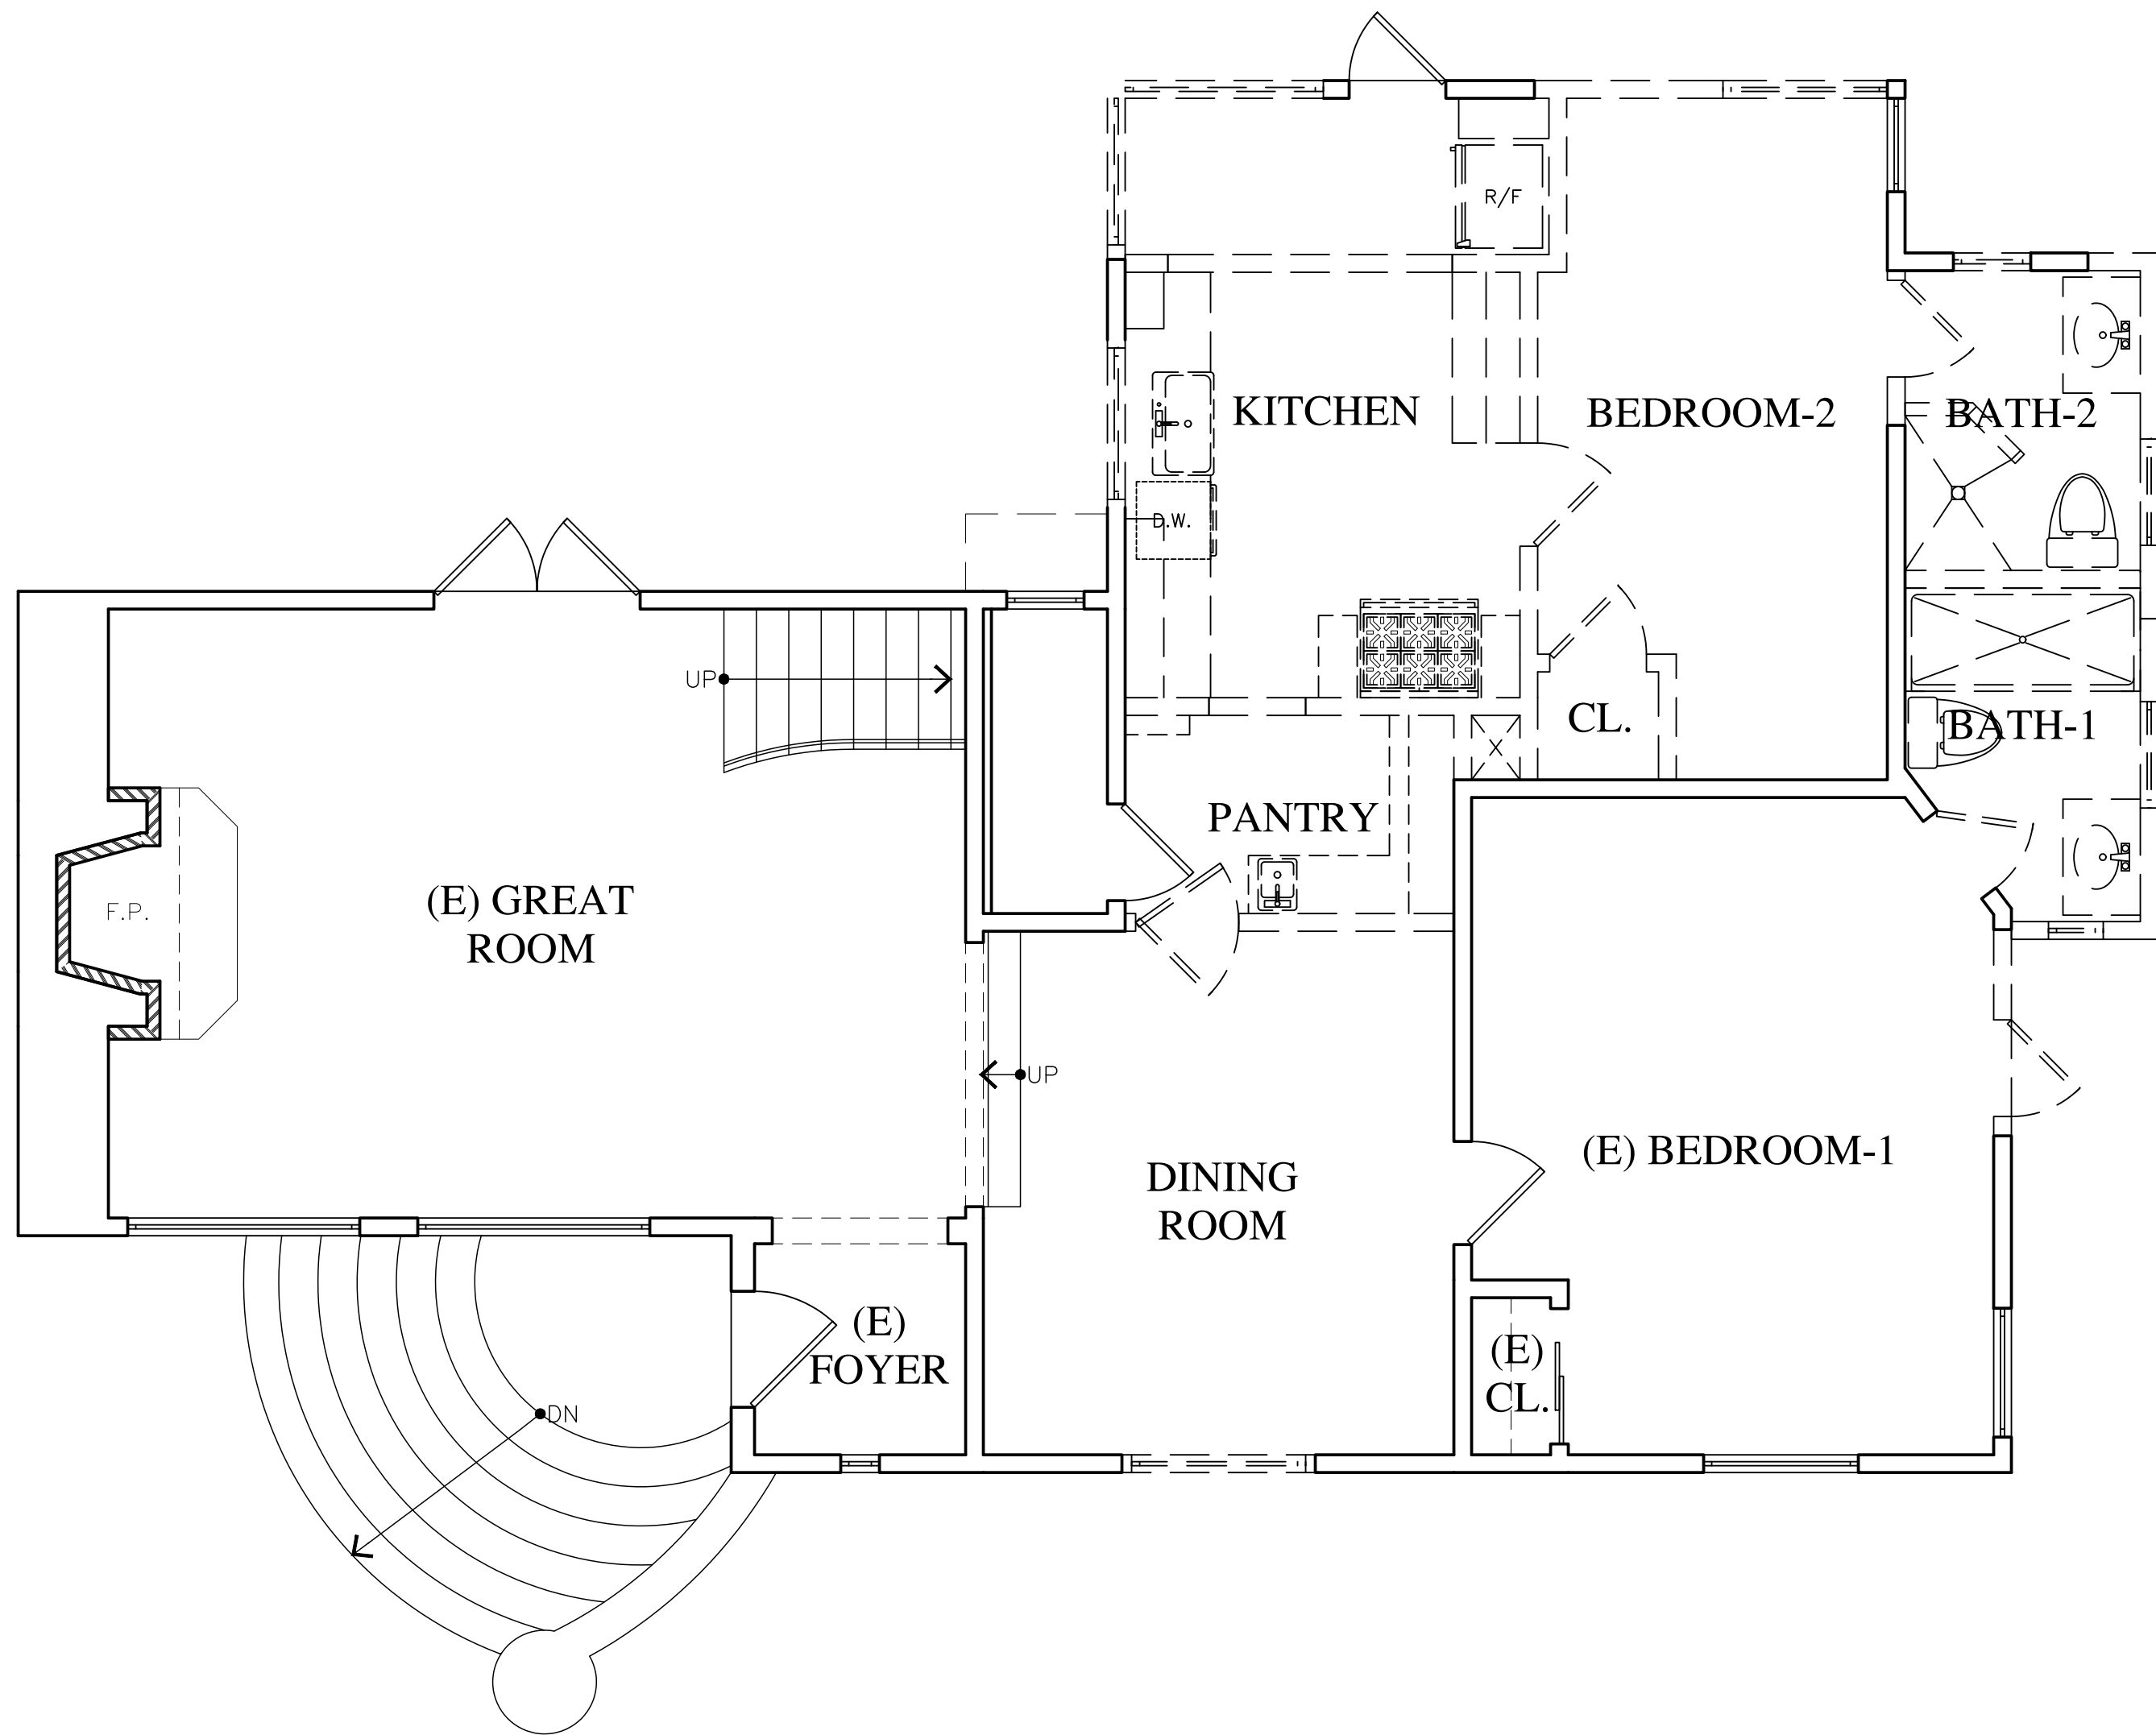 R/F
KITCHEN
BEDROOM-2
BATH-2
D.W.
UP
CL.
BATH-1
PANTRY
(E) GREAT
ROOM
F.P.
UP
(E) BEDROOM-1
DINING
ROOM
(E)
FOYER
(E)
CL.
DN